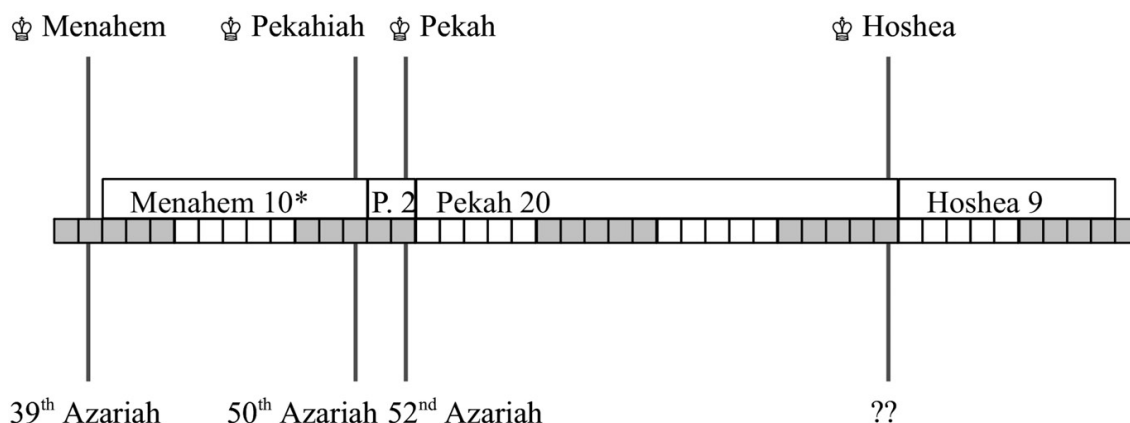 ♔ Menahem ♔ Pekahiah ♔ Pekah ♔ Hoshea
Menahem 10* P. 2 Pekah 20 Hoshea 9
39th Azariah 50th Azariah 52nd Azariah ??